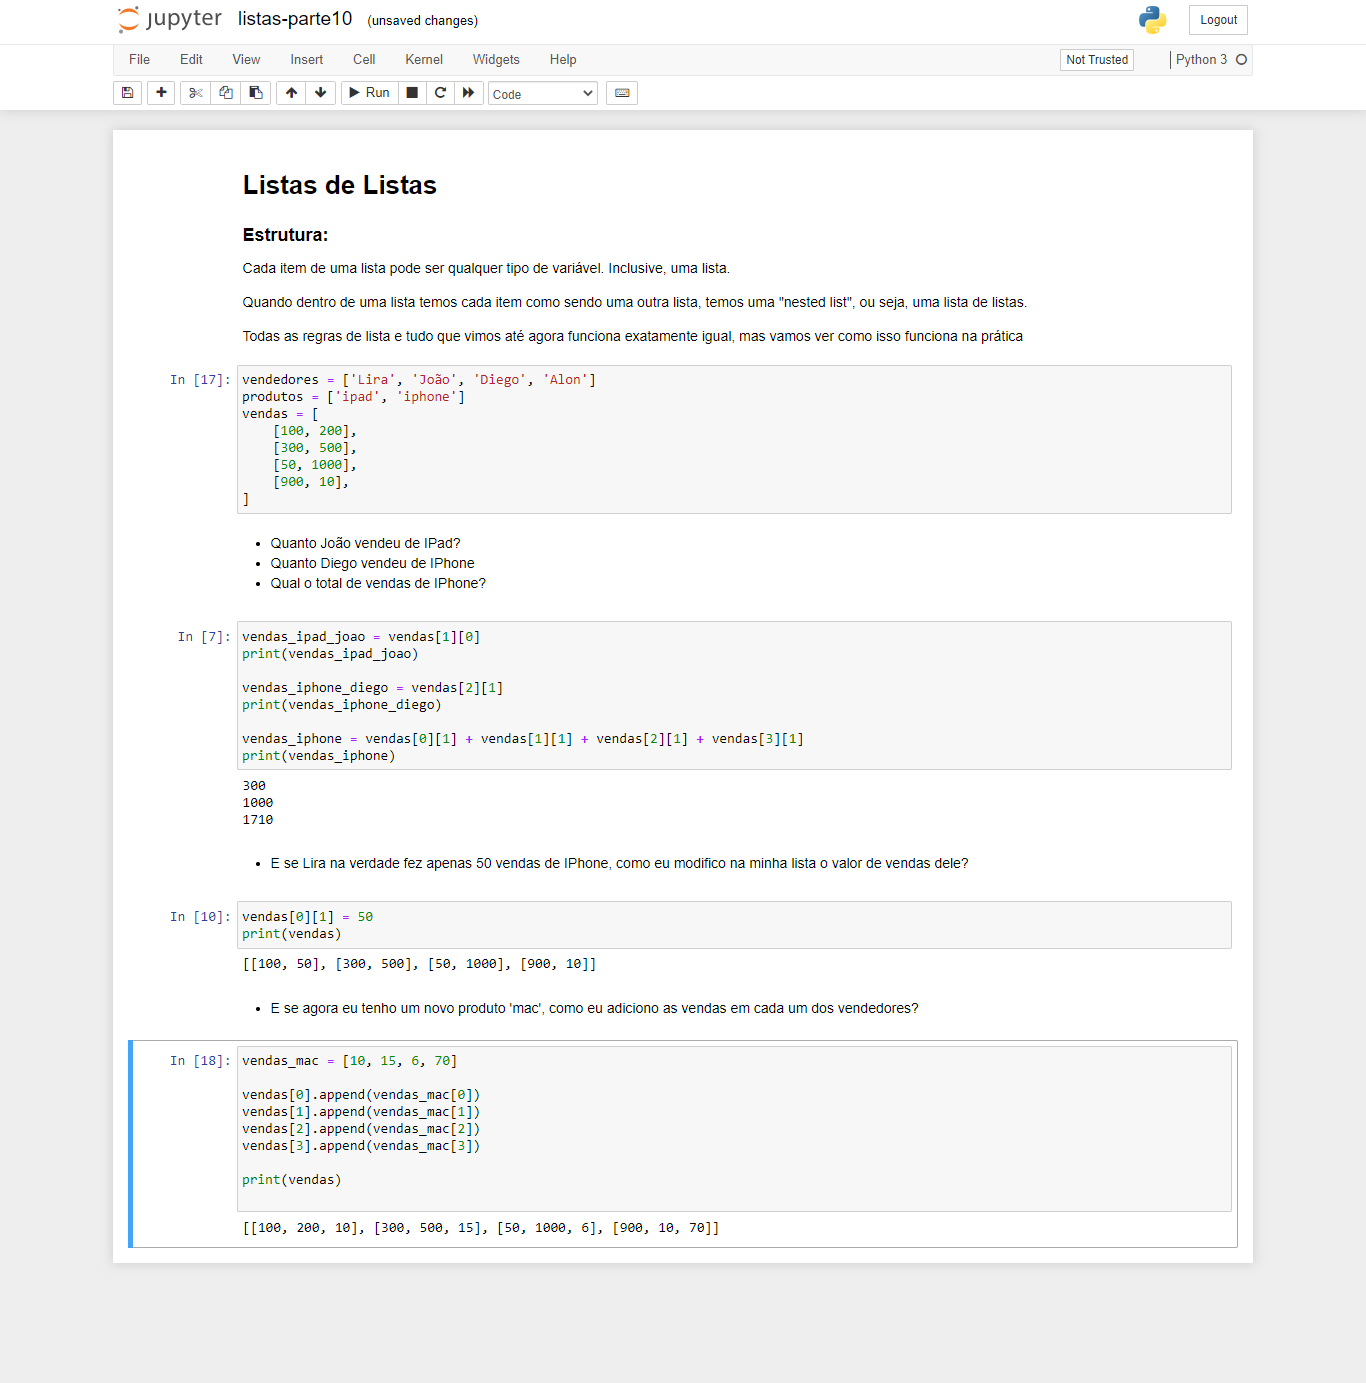 jupyter listas-parte10 (unsaved changes) Logout
File Edit View Insert Cell Kernel Widgets Help Not Trusted Python 3
Run Code
Listas de Listas
Estrutura:
Cada item de uma lista pode ser qualquer tipo de variável. Inclusive, uma lista.
Quando dentro de uma lista temos cada item como sendo uma outra lista, temos uma "nested list", ou seja, uma lista de listas.
Todas as regras de lista e tudo que vimos até agora funciona exatamente igual, mas vamos ver como isso funciona na prática
In [17]: vendedores = ['Lira', 'João', 'Diego', 'Alon']
produtos = ['ipad', 'iphone']
vendas = [
    [100, 200],
    [300, 500],
    [50, 1000],
    [900, 10],
]
• Quanto João vendeu de IPad?
• Quanto Diego vendeu de IPhone
• Qual o total de vendas de IPhone?
In [7]: vendas_ipad_joao = vendas[1][0]
print(vendas_ipad_joao)
vendas_iphone_diego = vendas[2][1]
print(vendas_iphone_diego)
vendas_iphone = vendas[0][1] + vendas[1][1] + vendas[2][1] + vendas[3][1]
print(vendas_iphone)
300
1000
1710
• E se Lira na verdade fez apenas 50 vendas de IPhone, como eu modifico na minha lista o valor de vendas dele?
In [10]: vendas[0][1] = 50
print(vendas)
[[100, 50], [300, 500], [50, 1000], [900, 10]]
• E se agora eu tenho um novo produto 'mac', como eu adiciono as vendas em cada um dos vendedores?
In [18]: vendas_mac = [10, 15, 6, 70]
vendas[0].append(vendas_mac[0])
vendas[1].append(vendas_mac[1])
vendas[2].append(vendas_mac[2])
vendas[3].append(vendas_mac[3])
print(vendas)
[[100, 200, 10], [300, 500, 15], [50, 1000, 6], [900, 10, 70]]